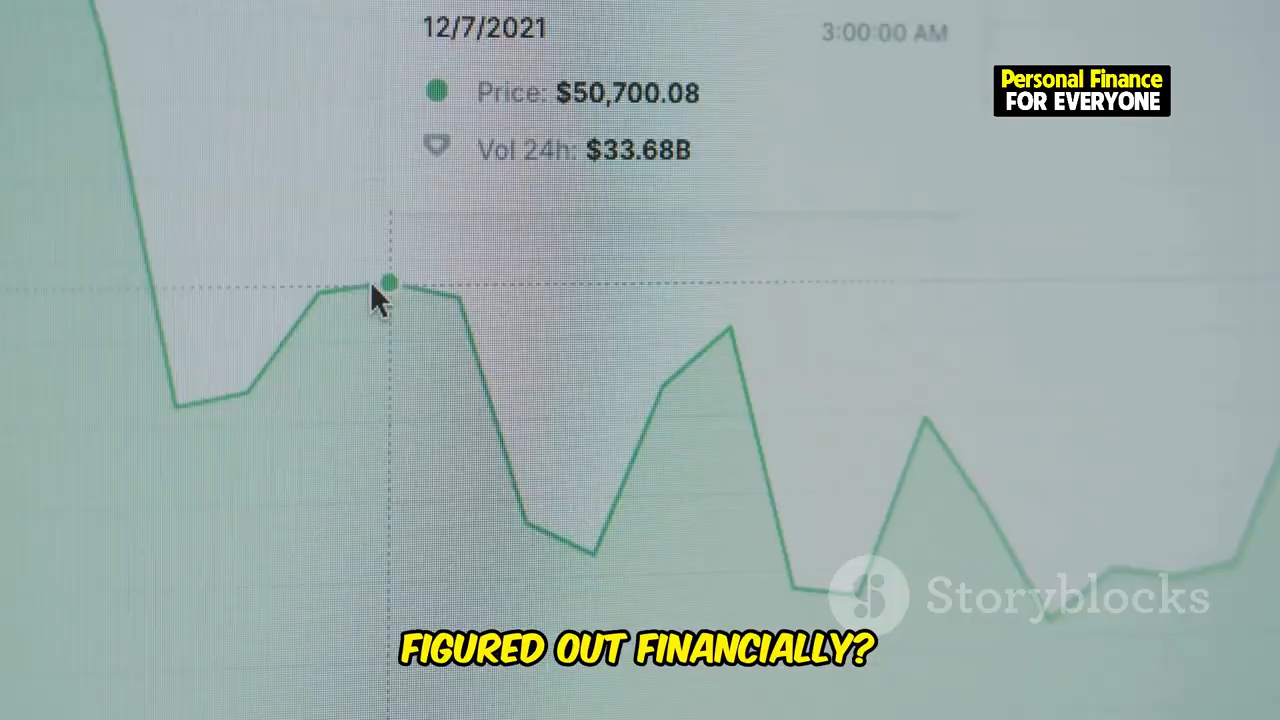 12/7/2021
3:00:00 AM
Personal Finance
FOR EVERYONE
Price: $50,700.08
Vol 24h: $33.68B
Storyblocks
FIGURED OUT FINANCIALLY?